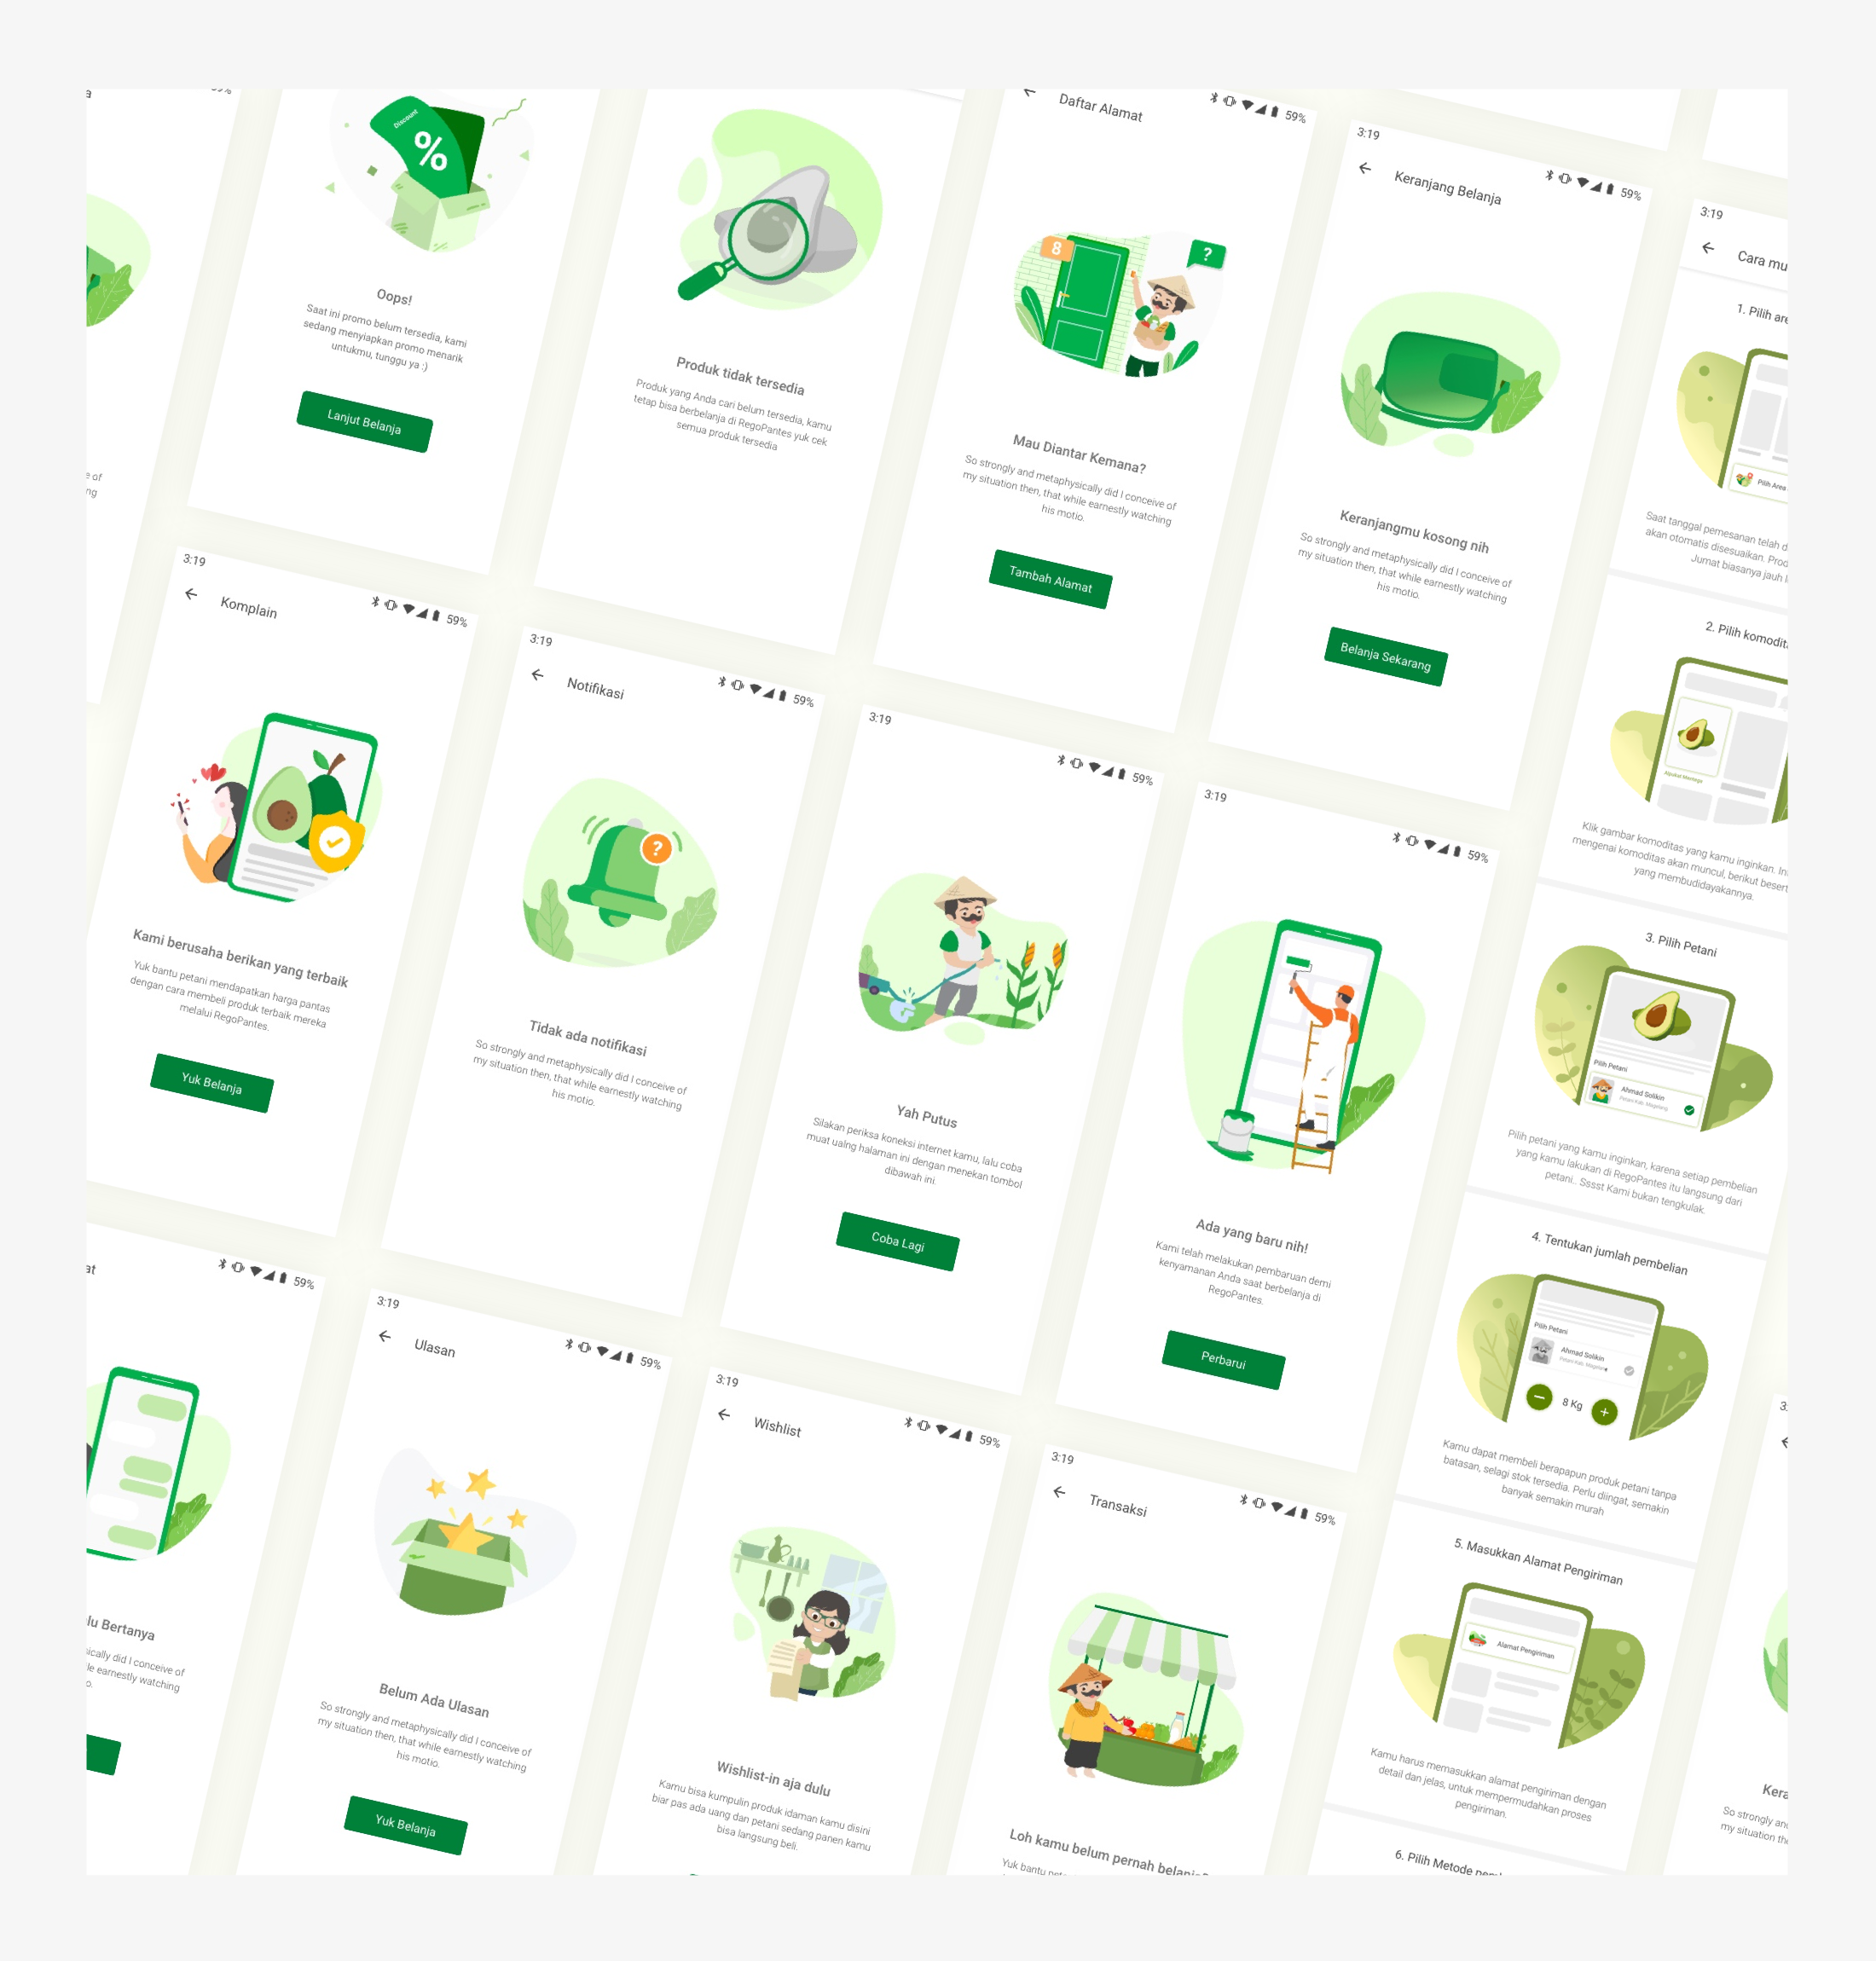 a
59%
e of
ng
Discount
%
Oops!
Saat ini promo belum tersedia, kami
sedang menyiapkan promo menarik
untukmu, tunggu ya :)
Lanjut Belanja
Produk tidak tersedia
Produk yang Anda cari belum tersedia, kamu
tetap bisa berbelanja di RegoPantes yuk cek
semua produk tersedia
Daftar Alamat
59%
8
?
Mau Diantar Kemana?
So strongly and metaphysically did I conceive of
my situation then, that while earnestly watching
his motio.
Tambah Alamat
3:19
59%
Keranjang Belanja
Keranjangmu kosong nih
So strongly and metaphysically did I conceive of
my situation then, that while earnestly watching
his motio.
Belanja Sekarang
3:19
59%
Komplain
Kami berusaha berikan yang terbaik
Yuk bantu petani mendapatkan harga pantas
dengan cara membeli produk terbaik mereka
melalui RegoPantes.
Yuk Belanja
3:19
59%
Notifikasi
?
Tidak ada notifikasi
So strongly and metaphysically did I conceive of
my situation then, that while earnestly watching
his motio.
3:19
59%
Yah Putus
Silakan periksa koneksi internet kamu, lalu coba
muat ualng halaman ini dengan menekan tombol
dibawah ini.
Coba Lagi
3:19
59%
Ada yang baru nih!
Kami telah melakukan pembaruan demi
kenyamanan Anda saat berbelanja di
RegoPantes.
Perbarui
at
59%
lu Bertanya
sically did I conceive of
ile earnestly watching
o.
3:19
59%
Ulasan
Belum Ada Ulasan
So strongly and metaphysically did I conceive of
my situation then, that while earnestly watching
his motio.
Yuk Belanja
3:19
59%
Wishlist
Wishlist-in aja dulu
Kamu bisa kumpulin produk idaman kamu disini
biar pas ada uang dan petani sedang panen kamu
bisa langsung beli.
3:19
59%
Transaksi
Loh kamu belum pernah belanja?
Yuk bantu
3:19
Cara mu
1. Pilih are
Pilih Area
Saat tanggal pemesanan telah d
akan otomatis disesuaikan. Prod
Jumat biasanya jauh l
2. Pilih komodit
Alpukat Mentega
Klik gambar komoditas yang kamu inginkan. In
mengenai komoditas akan muncul, berikut besert
yang membudidayakannya.
3. Pilih Petani
Pilih Petani
Ahmad Solikin
Petani Kab. Magelang
Pilih petani yang kamu inginkan, karena setiap pembelian
yang kamu lakukan di RegoPantes itu langsung dari
petani.. Sssst Kami bukan tengkulak.
4. Tentukan jumlah pembelian
Pilih Petani
Ahmad Solikin
Petani Kab. Magelang
8 Kg
Kamu dapat membeli berapapun produk petani tanpa
batasan, selagi stok tersedia. Perlu diingat, semakin
banyak semakin murah
5. Masukkan Alamat Pengiriman
Alamat Pengiriman
Kamu harus memasukkan alamat pengiriman dengan
detail dan jelas, untuk mempermudahkan proses
pengiriman.
6. Pilih Metode
3:
Kera
So strongly and
my situation th